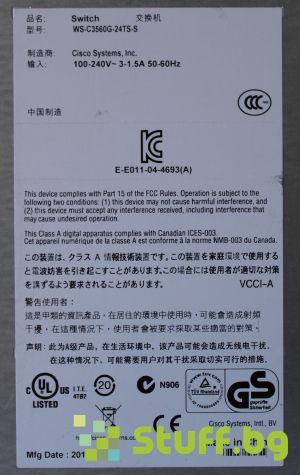 品名: Switch 交换机
型号: WS-C3560G-24TS-S
制造商: Cisco Systems, Inc.
输入: 100-240V~ 3-1.5A 50-60Hz
CCC
中国制造
E-E011-04-4693(A)
This device complies with Part 15 of the FCC Rules. Operation is subject to the
following two conditions: (1) this device may not cause harmful interference, and
(2) this device must accept any interference received, including interference that
may cause undesired operation.
This Class A digital apparatus complies with Canadian ICES-003.
Cet appareil numérique de la classe A est conforme à la norme NMB-003 du Canada.
この装置は、クラス A 情報技術装置です。この装置を家庭環境で使用す
ると電波妨害を引き起こすことがあります。この場合には使用者が適切な対策
を講ずるよう要求されることがあります。
VCCI-A
警告使用者:
這是甲類的資訊產品，在居住的環境中使用時，可能會造成射頻
干擾，在這種情況下，使用者會被要求採取某些適當的對策。
声明: 此为A级产品，在生活环境中，该产品可能会造成无线电干扰。
在这种情况下，可能需要用户对其干扰采取切实可行的措施。
UL US LISTED
I.T.E.
4TB2
20
N906
TÜV Rheinland
geprüfte
Sicherheit
Cisco Systems, Intl., BV
Stuffing
Mfg Date : 201